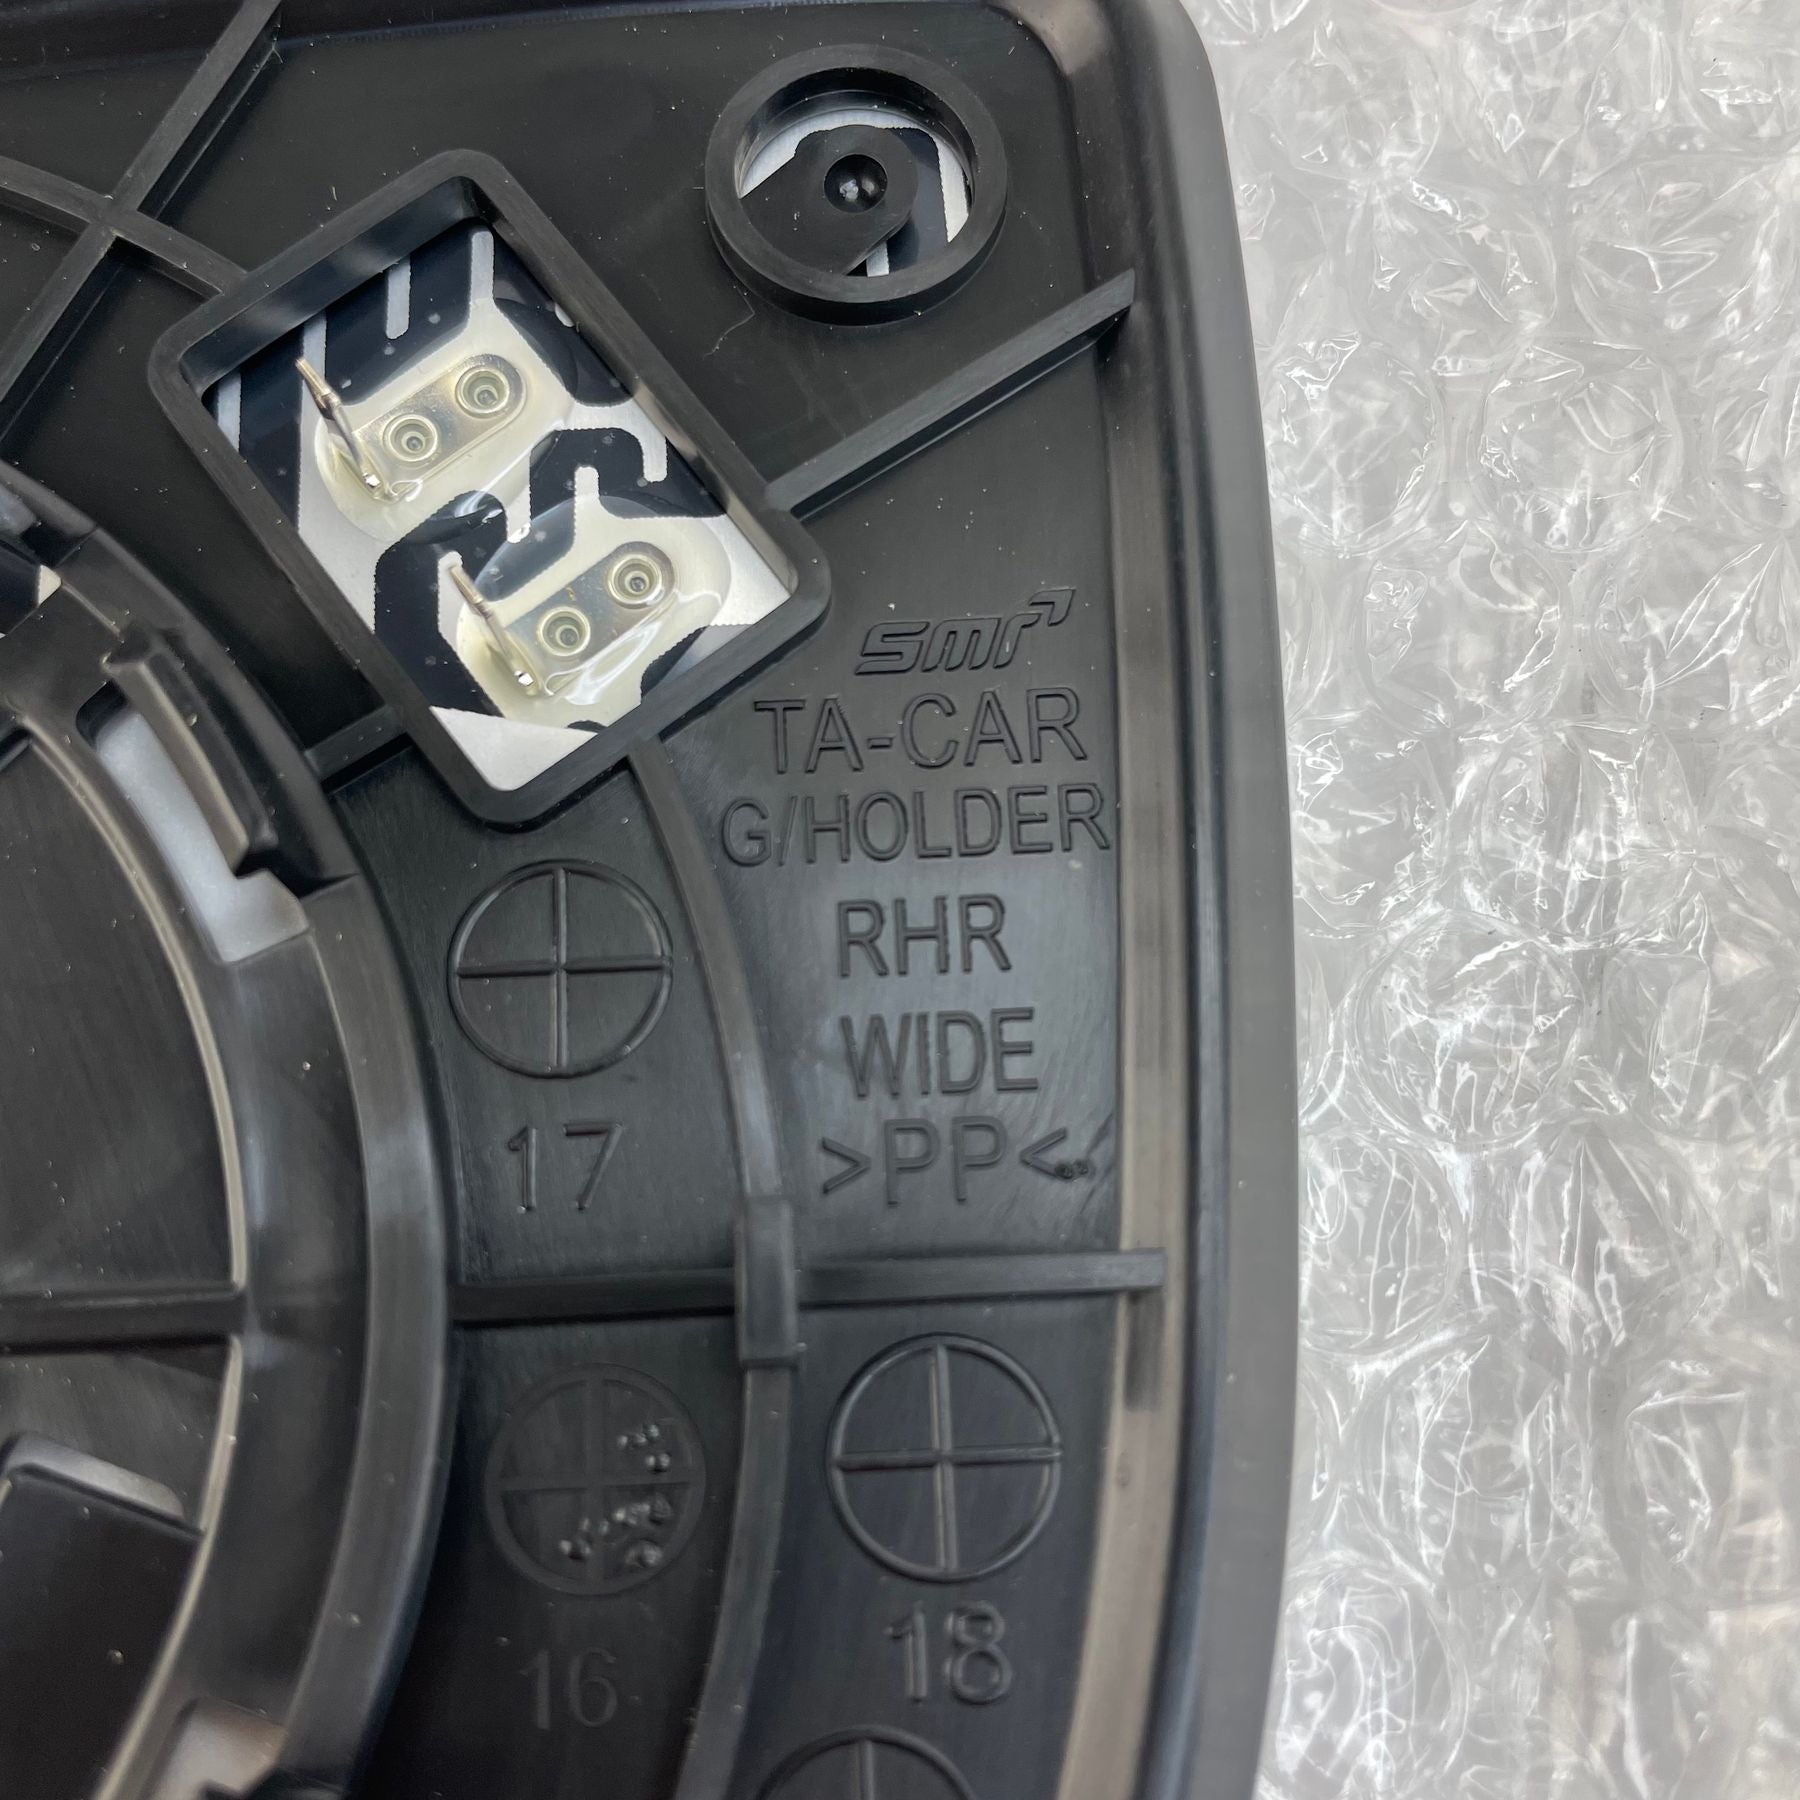 smr
TA-CAR
G/HOLDER
RHR
WIDE
>PP<
17
16
18